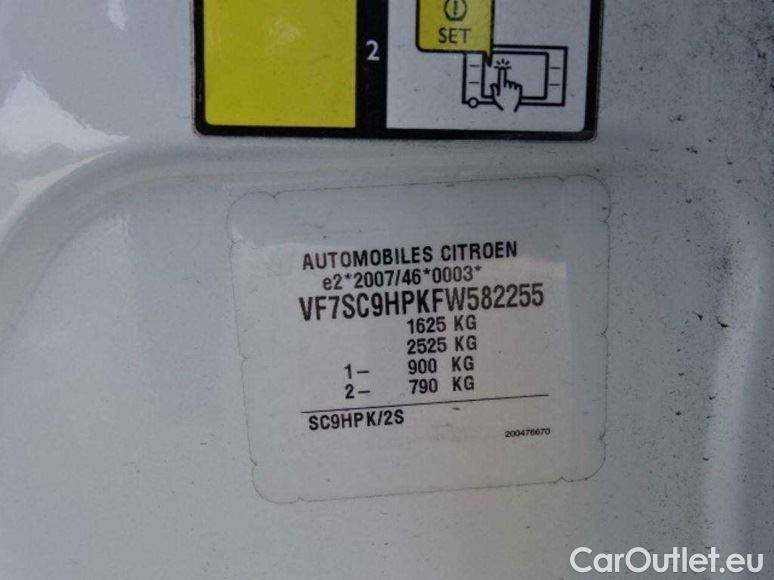 SET
2
AUTOMOBILES CITROEN
e2*2007/46*0003*
VF7SC9HPKFW582255
1625 KG
2525 KG
1- 900 KG
2- 790 KG
SC9HPK/2S
200476670
CarOutlet.eu